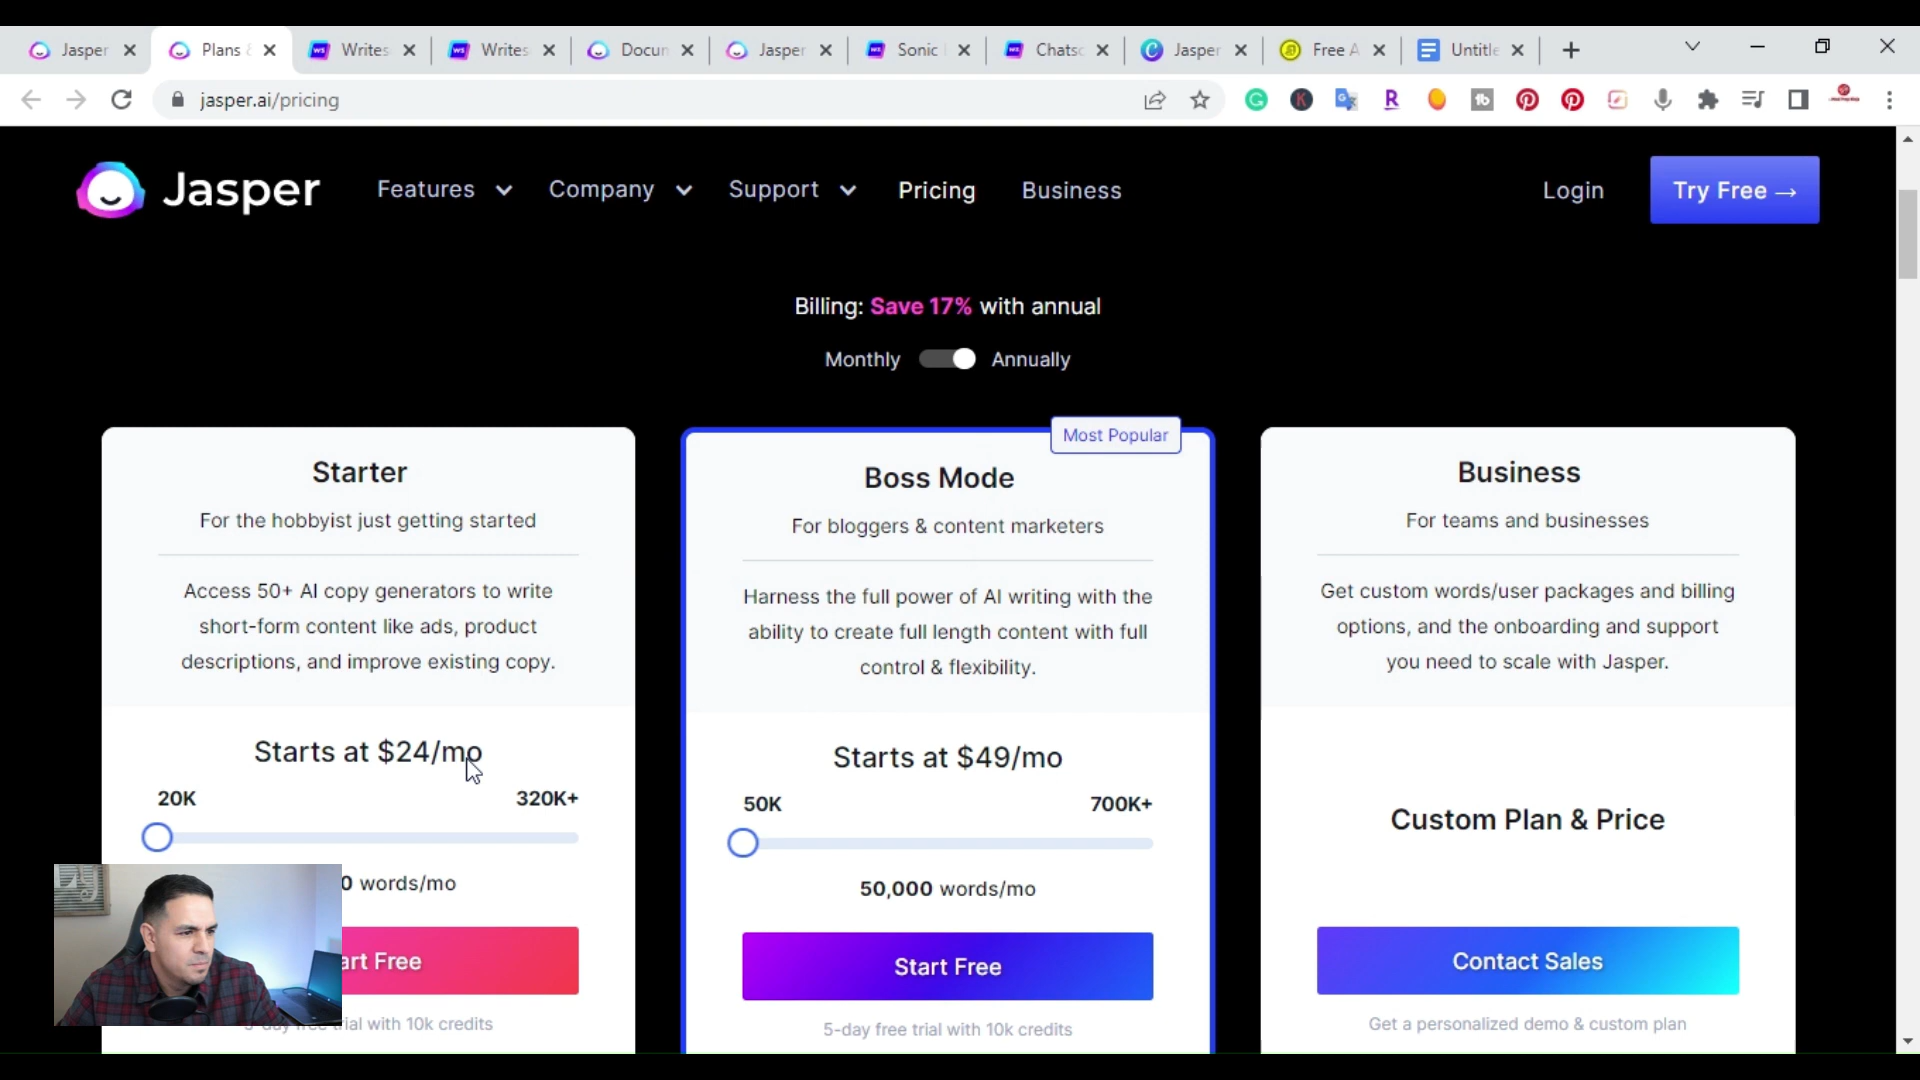 Jasper
Plans &
Writes
Writes
Docun
Jasper
Sonic
Chatsc
Jasper
Free A
Untitle
jasper.ai/pricing
Jasper
Features
Company
Support
Pricing
Business
Login
Try Free →
Billing: Save 17% with annual
Monthly
Annually
Starter
For the hobbyist just getting started
Access 50+ AI copy generators to write
short-form content like ads, product
descriptions, and improve existing copy.
Starts at $24/mo
20K
320K+
0 words/mo
art Free
5-day free trial with 10k credits
Most Popular
Boss Mode
For bloggers & content marketers
Harness the full power of AI writing with the
ability to create full length content with full
control & flexibility.
Starts at $49/mo
50K
700K+
50,000 words/mo
Start Free
5-day free trial with 10k credits
Business
For teams and businesses
Get custom words/user packages and billing
options, and the onboarding and support
you need to scale with Jasper.
Custom Plan & Price
Contact Sales
Get a personalized demo & custom plan